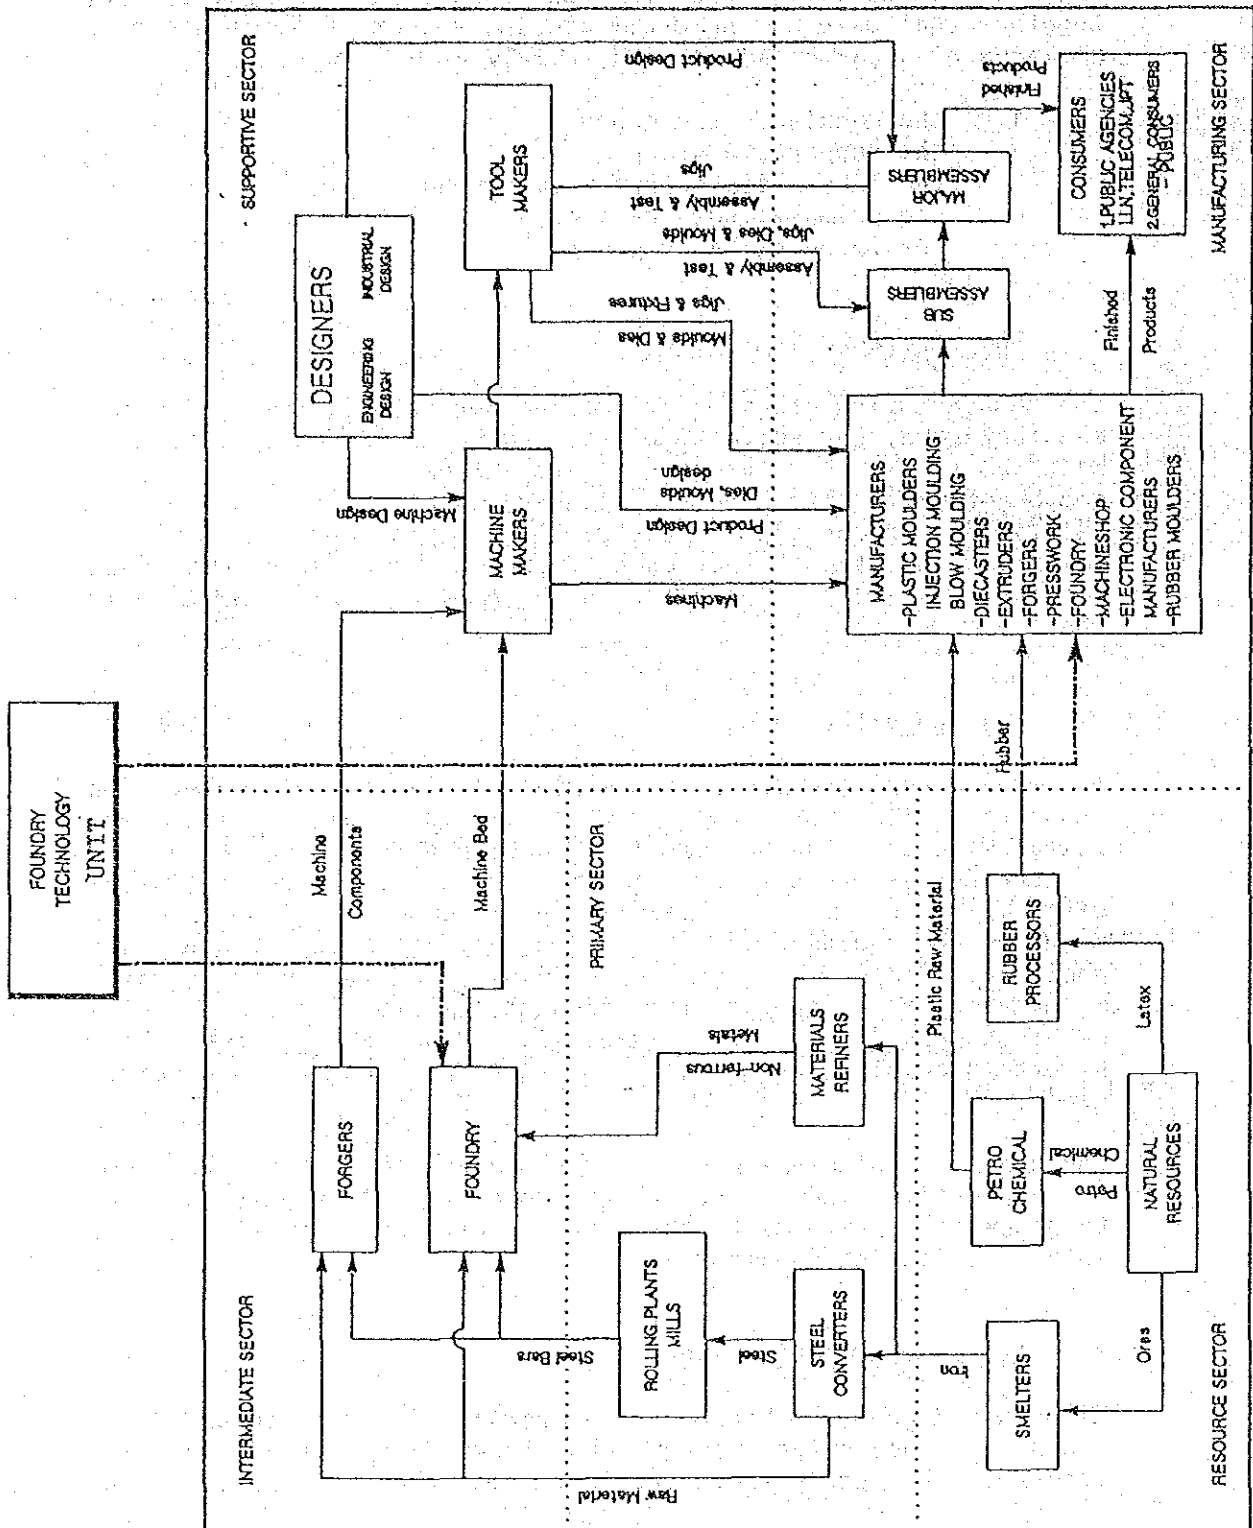 FOUNDRY
TECHNOLOGY
UNIT
INTERMEDIATE SECTOR
FORGERS
Machine
Components
FOUNDRY
Machine Bed
SUPPORTIVE SECTOR
DESIGNERS
ENGINEERING
DESIGN
INDUSTRIAL
DESIGN
Machine Design
MACHINE
MAKERS
TOOL
MAKERS
Product Design
Machines
Product Design
Dies, Moulds
design
Moulds & Dies
Jigs & Fixtures
Assembly & Test
Jigs, Dies & Moulds
Assembly & Test
Jigs
PRIMARY SECTOR
Raw Material
Steel Bars
ROLLING PLANTS
MILLS
Steel
STEEL
CONVERTERS
Non-ferrous
Metals
MATERIALS
REFINERS
RESOURCE SECTOR
Iron
SMELTERS
Ores
NATURAL
RESOURCES
Petro
Chemical
PETRO
CHEMICAL
Latex
RUBBER
PROCESSORS
Plastic Raw Material
Rubber
MANUFACTURING SECTOR
MANUFACTURERS
-PLASTIC MOULDERS
INJECTION MOULDING
BLOW MOULDING
-DIECASTERS
-EXTRUDERS
-FORGERS
-PRESSWORK
-FOUNDRY
-MACHINESHOP
-ELECTRONIC COMPONENT
MANUFACTURERS
-RUBBER MOULDERS
SUB
ASSEMBLERS
MAJOR
ASSEMBLERS
Finished
Products
Finished
Products
CONSUMERS
1.PUBLIC AGENCIES
LLN,TELECOM,JPT
2.GENERAL CONSUMERS
- PUBLIC